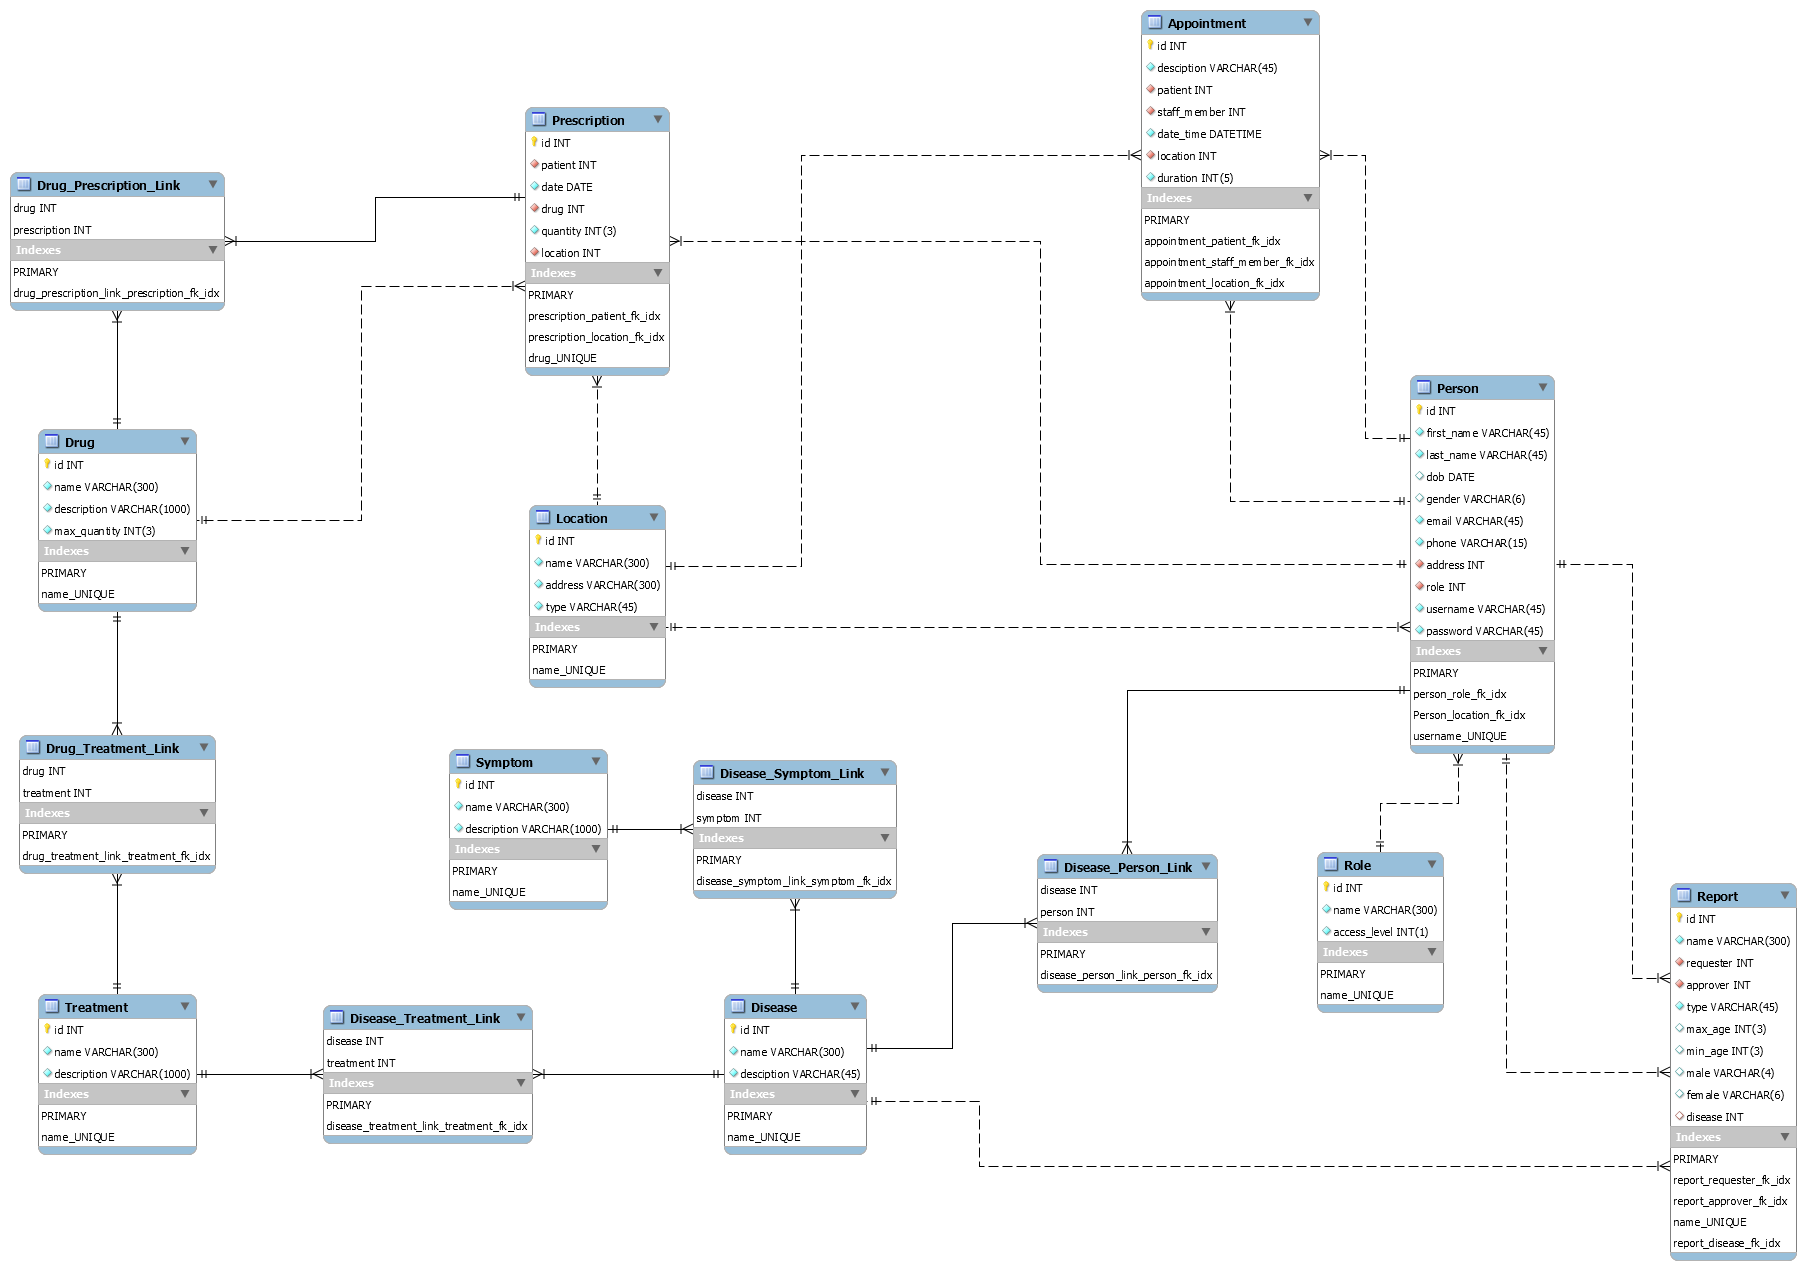 Appointment
id INT
desciption VARCHAR(45)
patient INT
staff_member INT
date_time DATETIME
location INT
duration INT(5)
Indexes
PRIMARY
appointment_patient_fk_idx
appointment_staff_member_fk_idx
appointment_location_fk_idx
Prescription
id INT
patient INT
date DATE
drug INT
quantity INT(3)
location INT
Indexes
PRIMARY
prescription_patient_fk_idx
prescription_location_fk_idx
drug_UNIQUE
Drug_Prescription_Link
drug INT
prescription INT
Indexes
PRIMARY
drug_prescription_link_prescription_fk_idx
Person
id INT
first_name VARCHAR(45)
last_name VARCHAR(45)
dob DATE
gender VARCHAR(6)
email VARCHAR(45)
phone VARCHAR(15)
address INT
role INT
username VARCHAR(45)
password VARCHAR(45)
Indexes
PRIMARY
person_role_fk_idx
Person_location_fk_idx
username_UNIQUE
Drug
id INT
name VARCHAR(300)
description VARCHAR(1000)
max_quantity INT(3)
Indexes
PRIMARY
name_UNIQUE
Location
id INT
name VARCHAR(300)
address VARCHAR(300)
type VARCHAR(45)
Indexes
PRIMARY
name_UNIQUE
Drug_Treatment_Link
drug INT
treatment INT
Indexes
PRIMARY
drug_treatment_link_treatment_fk_idx
Symptom
id INT
name VARCHAR(300)
description VARCHAR(1000)
Indexes
PRIMARY
name_UNIQUE
Disease_Symptom_Link
disease INT
symptom INT
Indexes
PRIMARY
disease_symptom_link_symptom_fk_idx
Disease_Person_Link
disease INT
person INT
Indexes
PRIMARY
disease_person_link_person_fk_idx
Role
id INT
name VARCHAR(300)
access_level INT(1)
Indexes
PRIMARY
name_UNIQUE
Report
id INT
name VARCHAR(300)
requester INT
approver INT
type VARCHAR(45)
max_age INT(3)
min_age INT(3)
male VARCHAR(4)
female VARCHAR(6)
disease INT
Indexes
PRIMARY
report_requester_fk_idx
report_approver_fk_idx
name_UNIQUE
report_disease_fk_idx
Treatment
id INT
name VARCHAR(300)
description VARCHAR(1000)
Indexes
PRIMARY
name_UNIQUE
Disease_Treatment_Link
disease INT
treatment INT
Indexes
PRIMARY
disease_treatment_link_treatment_fk_idx
Disease
id INT
name VARCHAR(300)
desciption VARCHAR(45)
Indexes
PRIMARY
name_UNIQUE